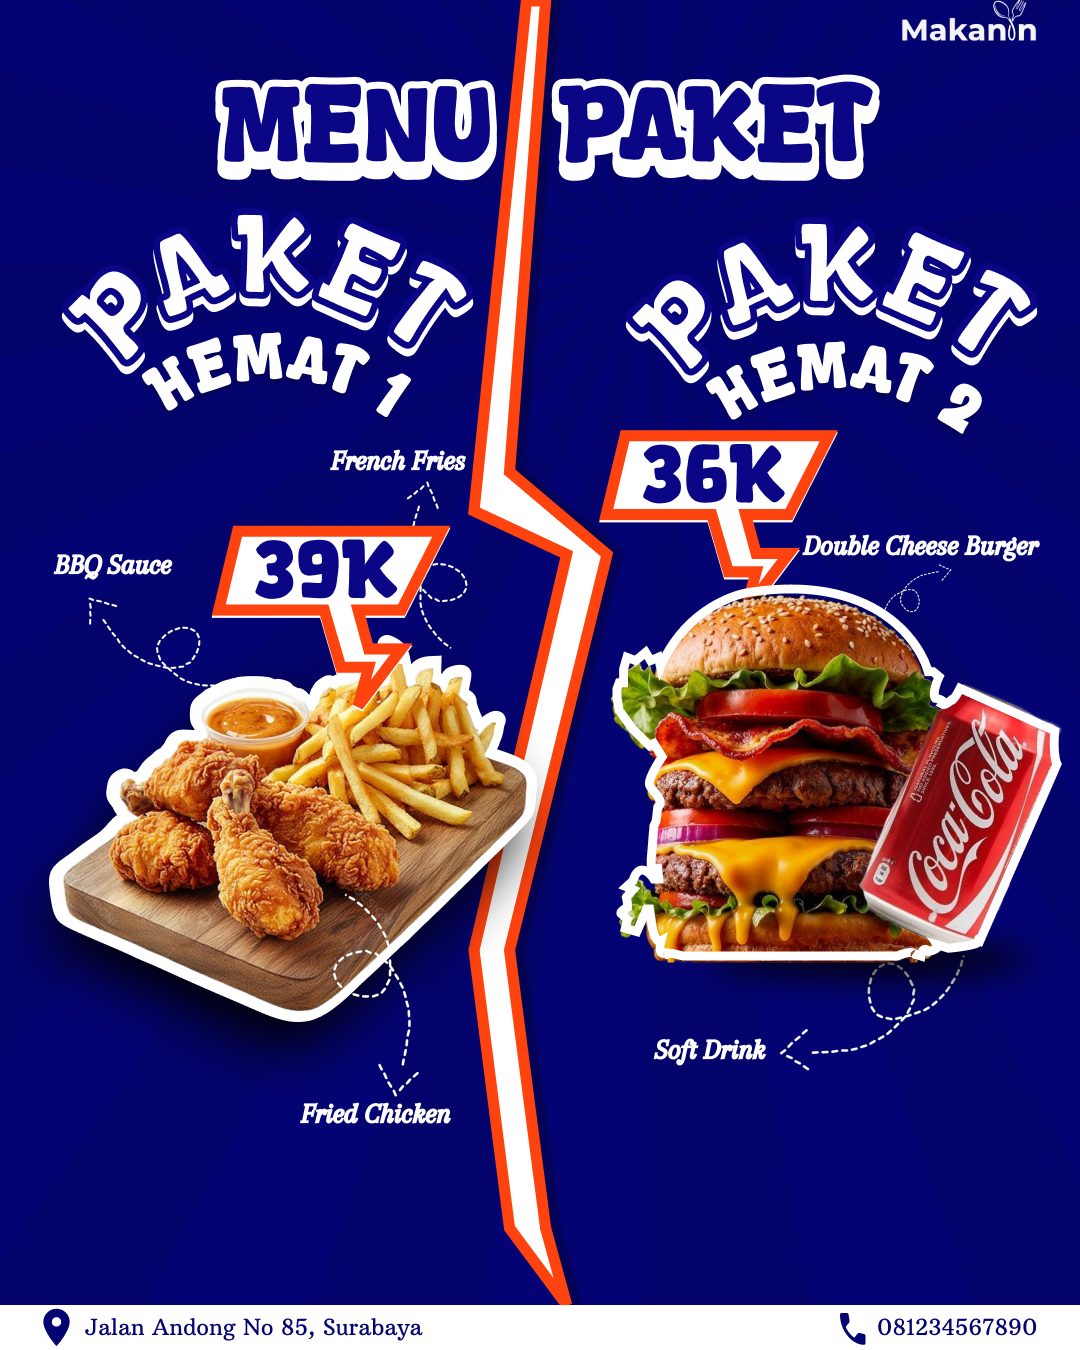 Makanin
MENU PAKET
PAKET
HEMAT 1
PAKET
HEMAT 2
French Fries
39K
BBQ Sauce
Fried Chicken
36K
Double Cheese Burger
Coca-Cola
Soft Drink
Jalan Andong No 85, Surabaya
081234567890